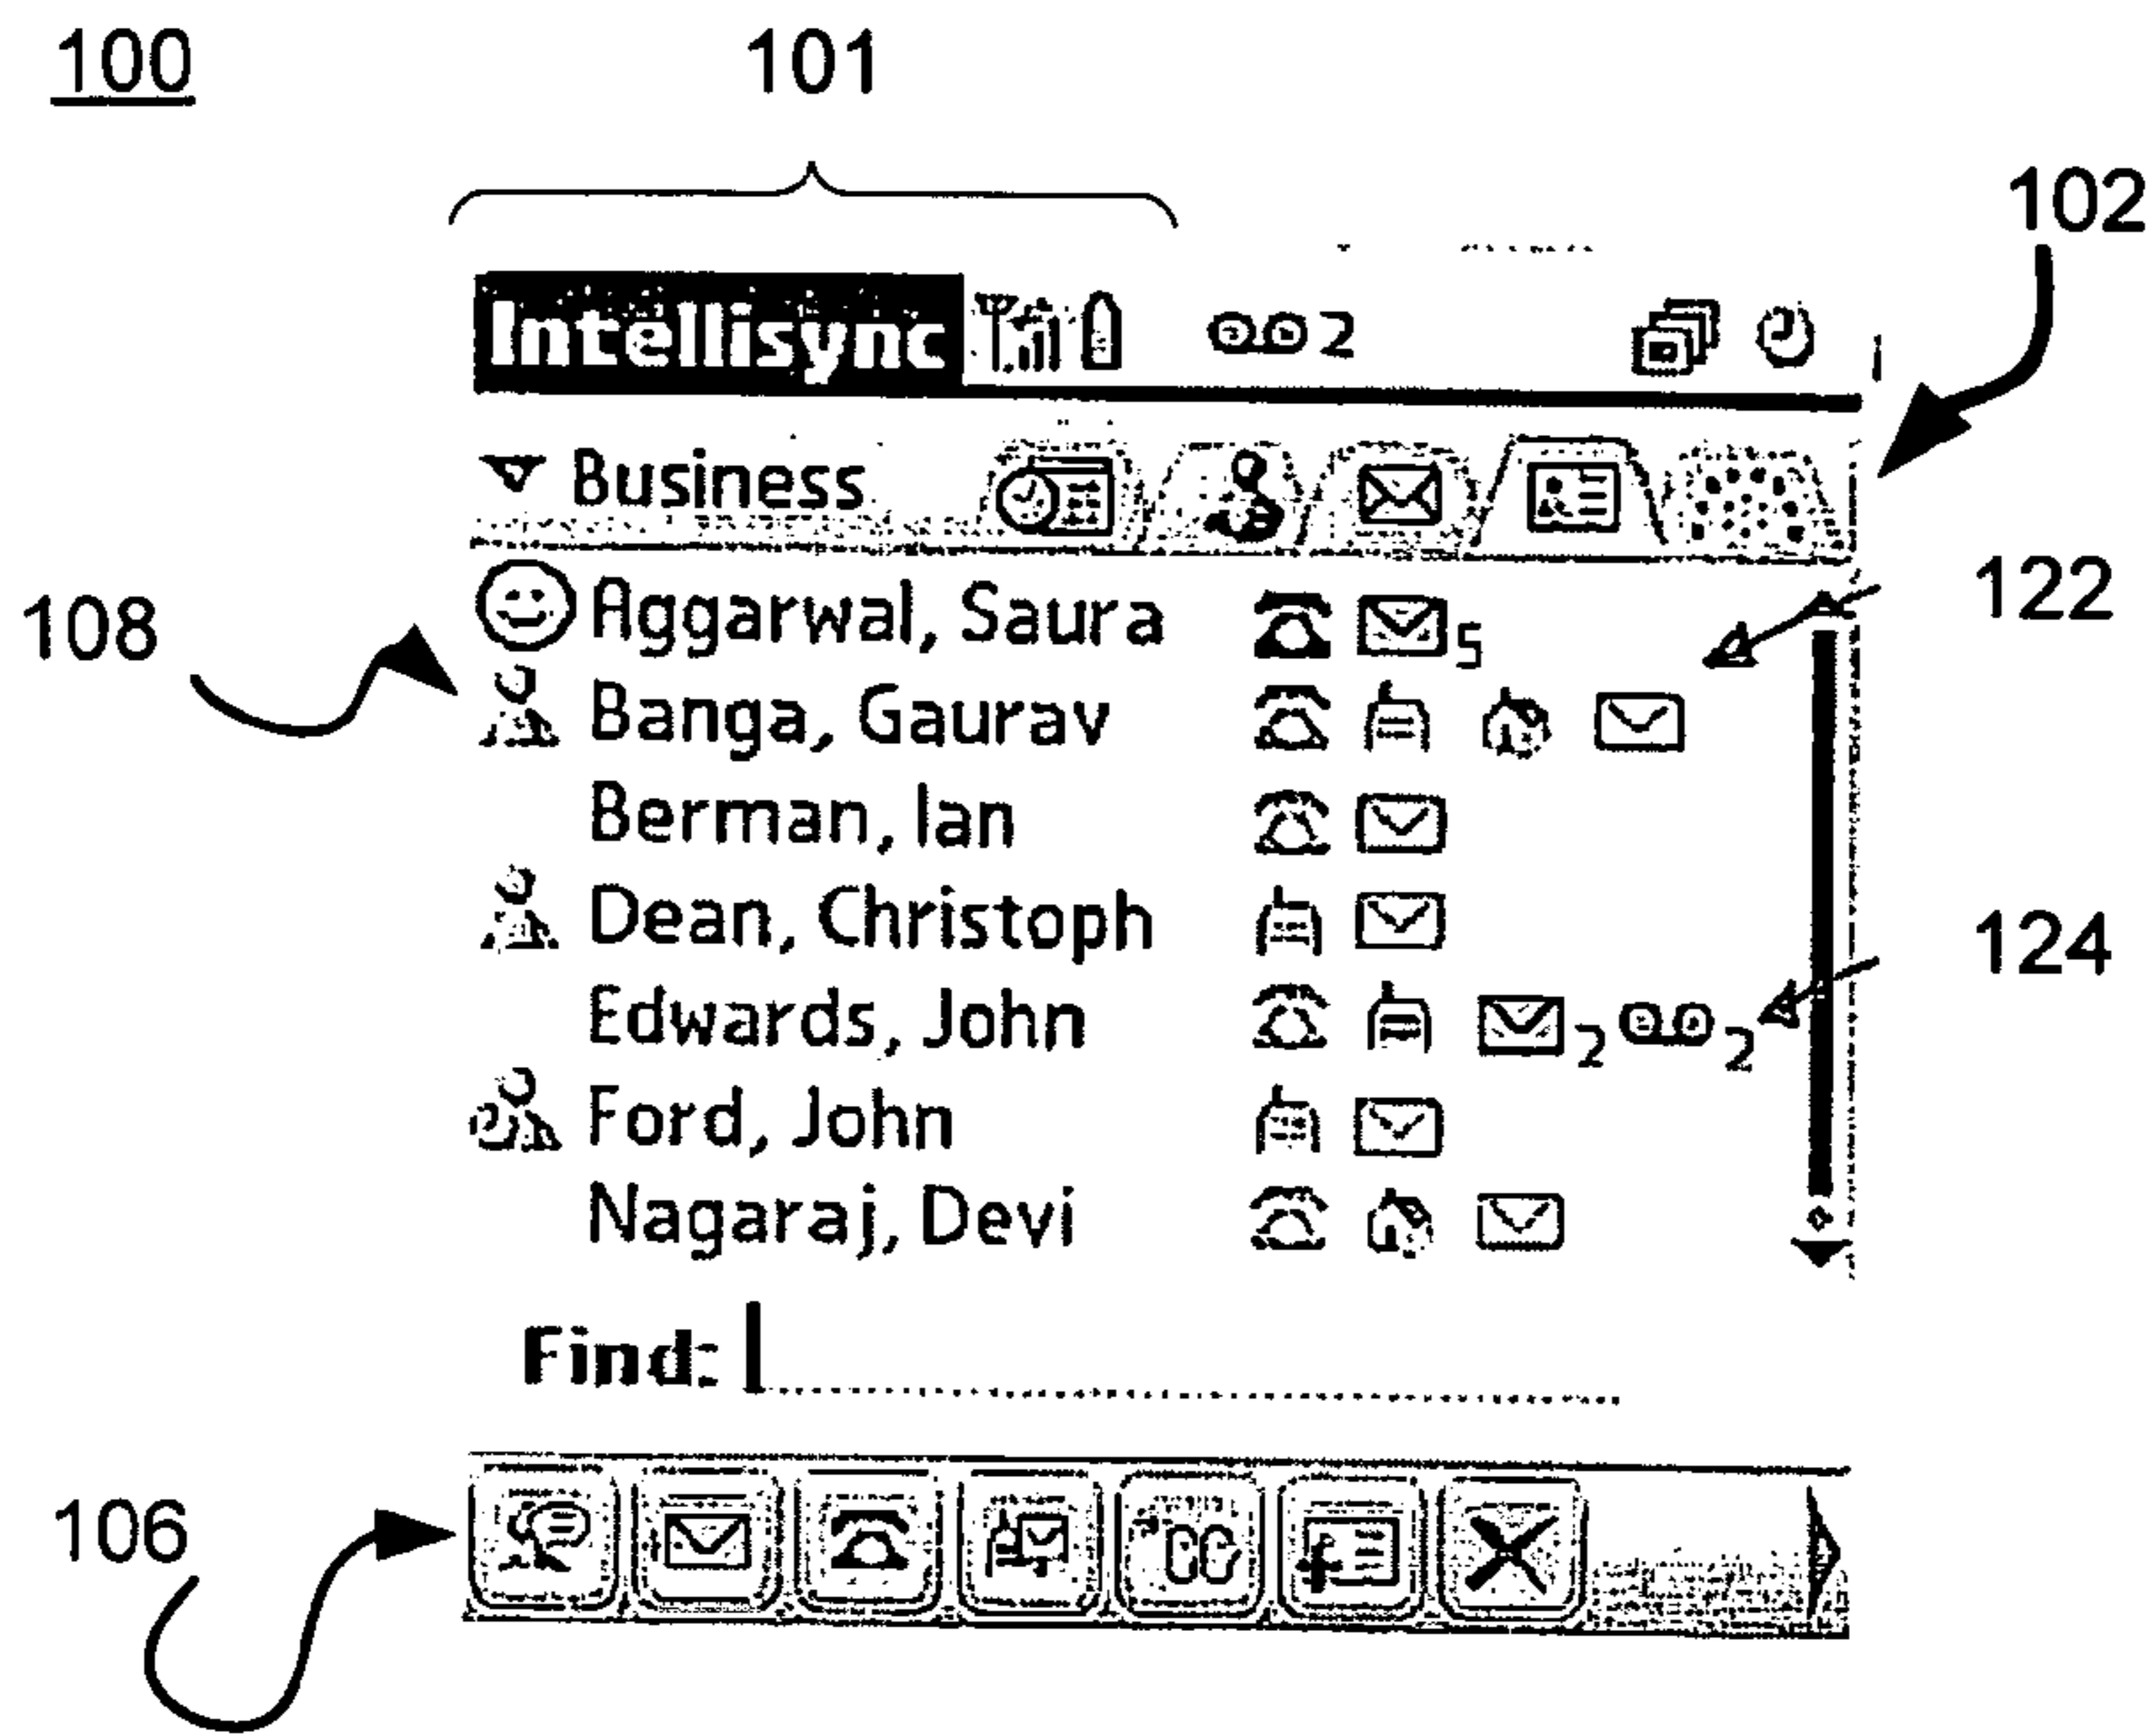 100
101
102
Intellisync 2
Business
122
Aggarwal, Saura 5
108
Banga, Gaurav
Berman, Ian
Dean, Christoph
124
Edwards, John 2 2
Ford, John
Nagaraj, Devi
Find:
106